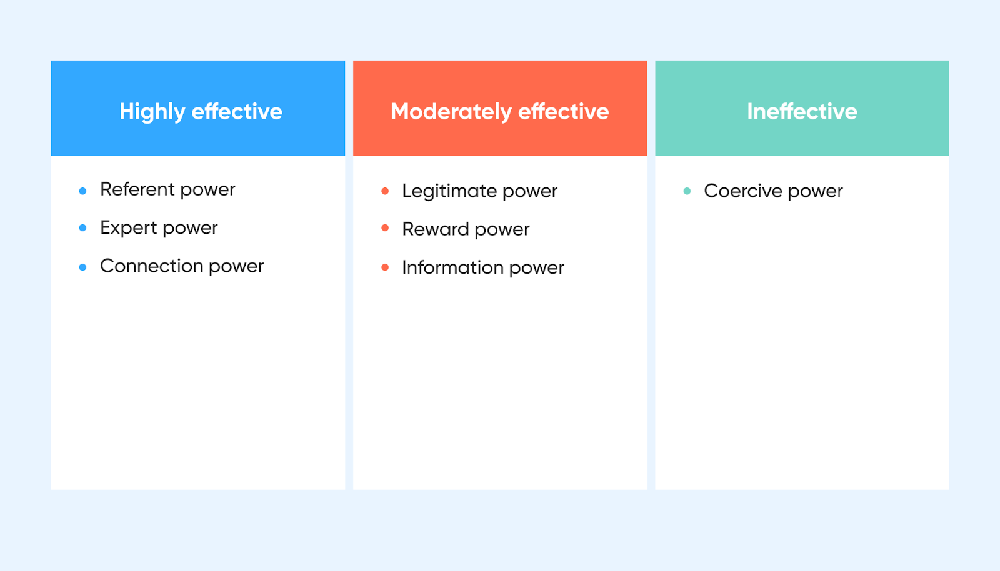 Highly effective
Referent power
Expert power
Connection power
Moderately effective
Legitimate power
Reward power
Information power
Ineffective
Coercive power